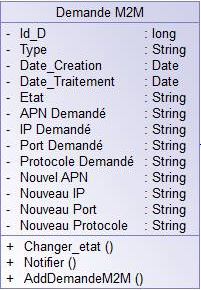 Demande M2M
- Id_D : long
- Type : String
- Date_Creation : Date
- Date_Traitement : Date
- Etat : String
- APN Demandé : String
- IP Demandé : String
- Port Demandé : String
- Protocole Demandé : String
- Nouvel APN : String
- Nouveau IP : String
- Nouveau Port : String
- Nouveau Protocole : String
+ Changer_etat ()
+ Notifier ()
+ AddDemandeM2M ()